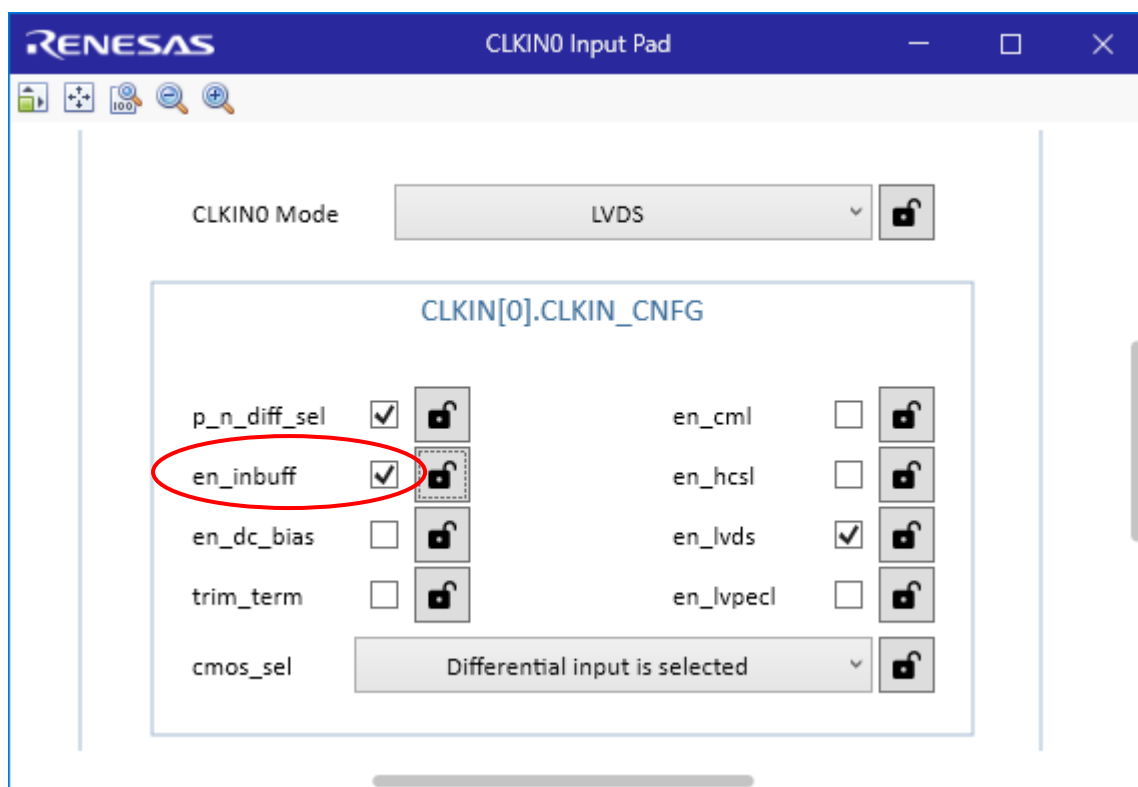 RENESAS CLKIN0 Input Pad
100
CLKIN0 Mode LVDS
CLKIN[0].CLKIN_CNFG
p_n_diff_sel en_cml
en_inbuff en_hcsl
en_dc_bias en_lvds
trim_term en_lvpecl
cmos_sel Differential input is selected